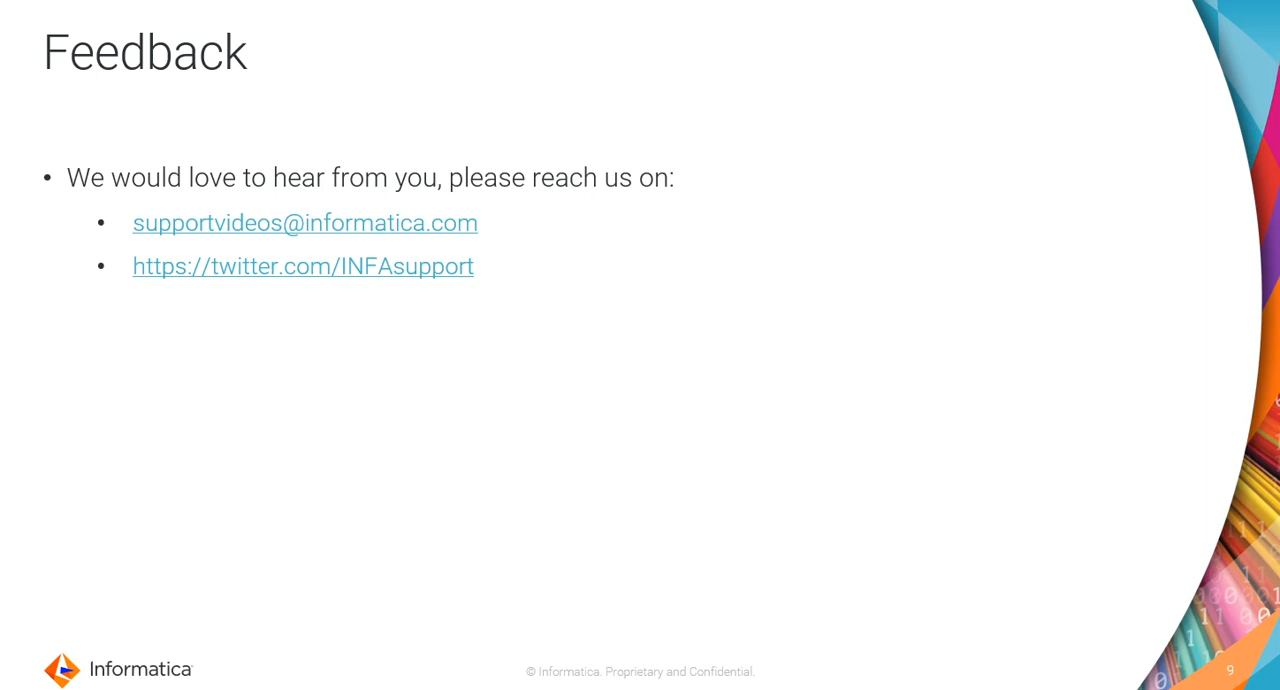 Feedback
• We would love to hear from you, please reach us on:
• supportvideos@informatica.com
• https://twitter.com/INFAsupport
Informatica
© Informatica. Proprietary and Confidential.
9